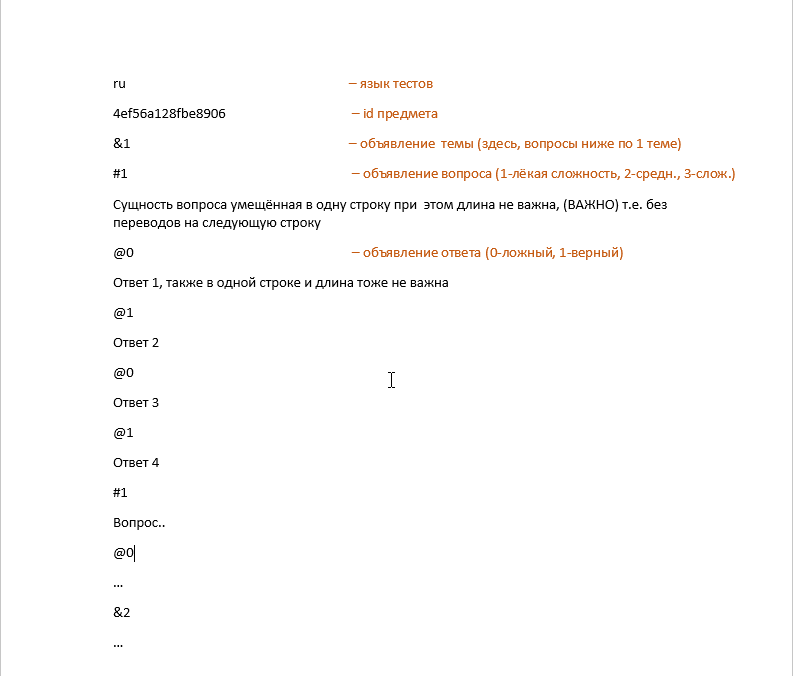 ru – язык тестов
4ef56a128fbe8906 – id предмета
&1 – объявление темы (здесь, вопросы ниже по 1 теме)
#1 – объявление вопроса (1-лёкая сложность, 2-средн., 3-слож.)
Сущность вопроса умещённая в одну строку при этом длина не важна, (ВАЖНО) т.е. без
переводов на следующую строку
@0 – объявление ответа (0-ложный, 1-верный)
Ответ 1, также в одной строке и длина тоже не важна
@1
Ответ 2
@0
Ответ 3
@1
Ответ 4
#1
Вопрос..
@0
...
&2
...